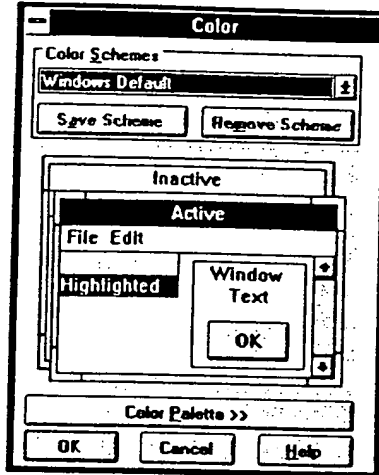 Color
Color Schemes
Windows Default
Save Scheme
Remove Scheme
Inactive
Active
File Edit
Highlighted
Window
Text
OK
Color Palette >>
OK
Cancel
Help